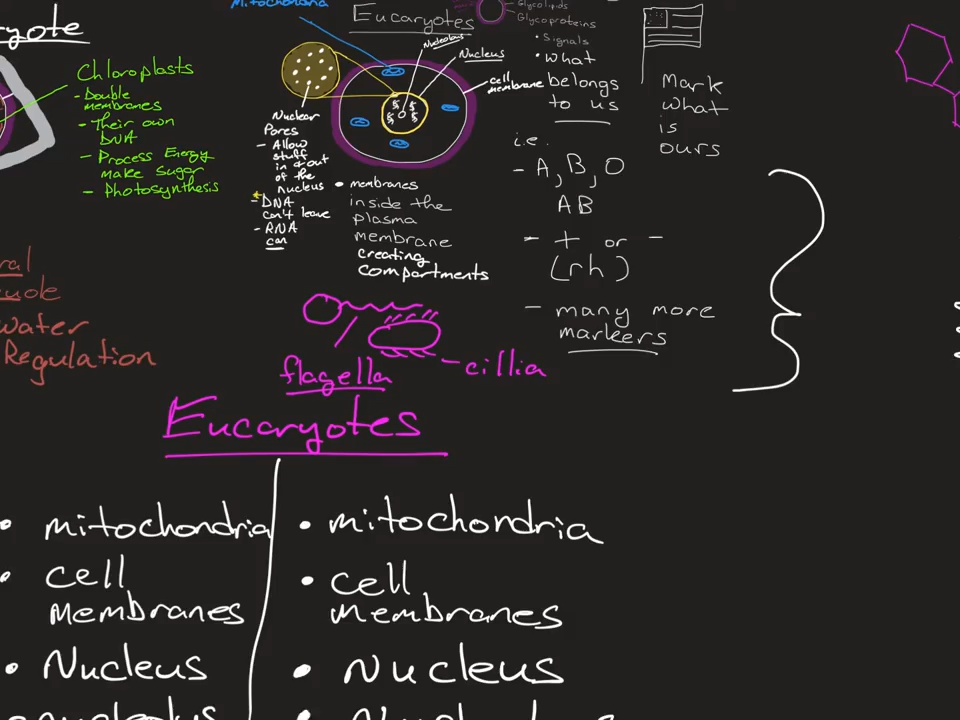 Mitochondria
Eucaryotes
Glycolipids
Glycoproteins
• Signals
• what
belongs
to us
yote
Chloroplasts
- Double
membranes
- Their own
DNA
- Process Energy
make Sugar
- Photosynthesis
Nucleolous
Nucleus
cell
membrane
Nuclear
Pores
- Allow
stuff
in & out
of the
nucleus
- DNA
can't leave
- RNA
can
• membranes
inside the
plasma
membrane
creating
compartments
i.e.
- A, B, O
AB
- + or -
(rh)
- many more
markers
Mark
what
is
ours
ral
uole
water
Regulation
flagella
- cillia
Eucaryotes
• mitochondria
• cell
membranes
• Nucleus
• mitochondria
• cell
membranes
• Nucleus